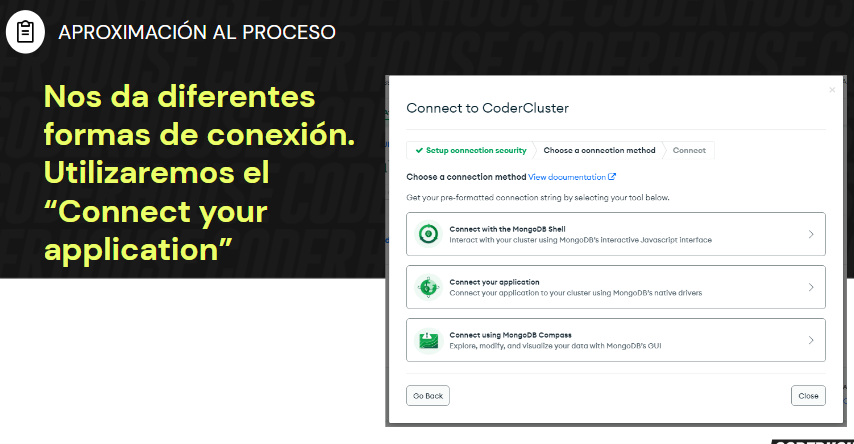 APROXIMACIÓN AL PROCESO
Nos da diferentes
formas de conexión.
Utilizaremos el
“Connect your
application”
Connect to CoderCluster
Setup connection security
Choose a connection method
Connect
Choose a connection method View documentation
Get your pre-formatted connection string by selecting your tool below.
Connect with the MongoDB Shell
Interact with your cluster using MongoDB's interactive Javascript interface
Connect your application
Connect your application to your cluster using MongoDB's native drivers
Connect using MongoDB Compass
Explore, modify, and visualize your data with MongoDB's GUI
Go Back
Close